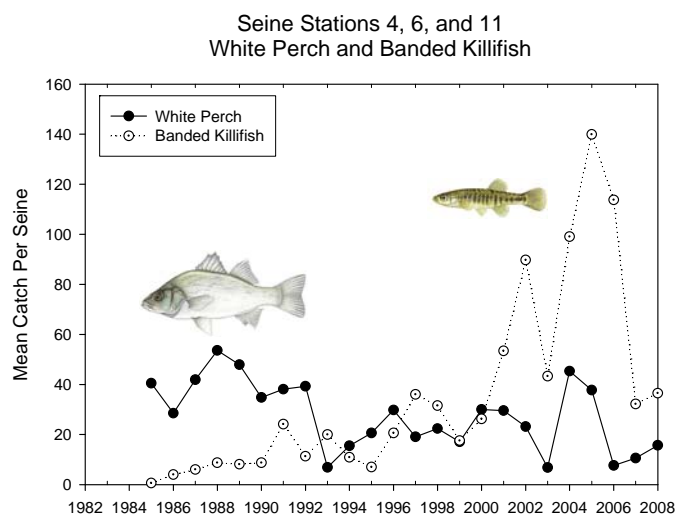 Seine Stations 4, 6, and 11
White Perch and Banded Killifish
160
140
120
100
80
60
40
20
0
Mean Catch Per Seine
White Perch
Banded Killifish
1982 1984 1986 1988 1990 1992 1994 1996 1998 2000 2002 2004 2006 2008